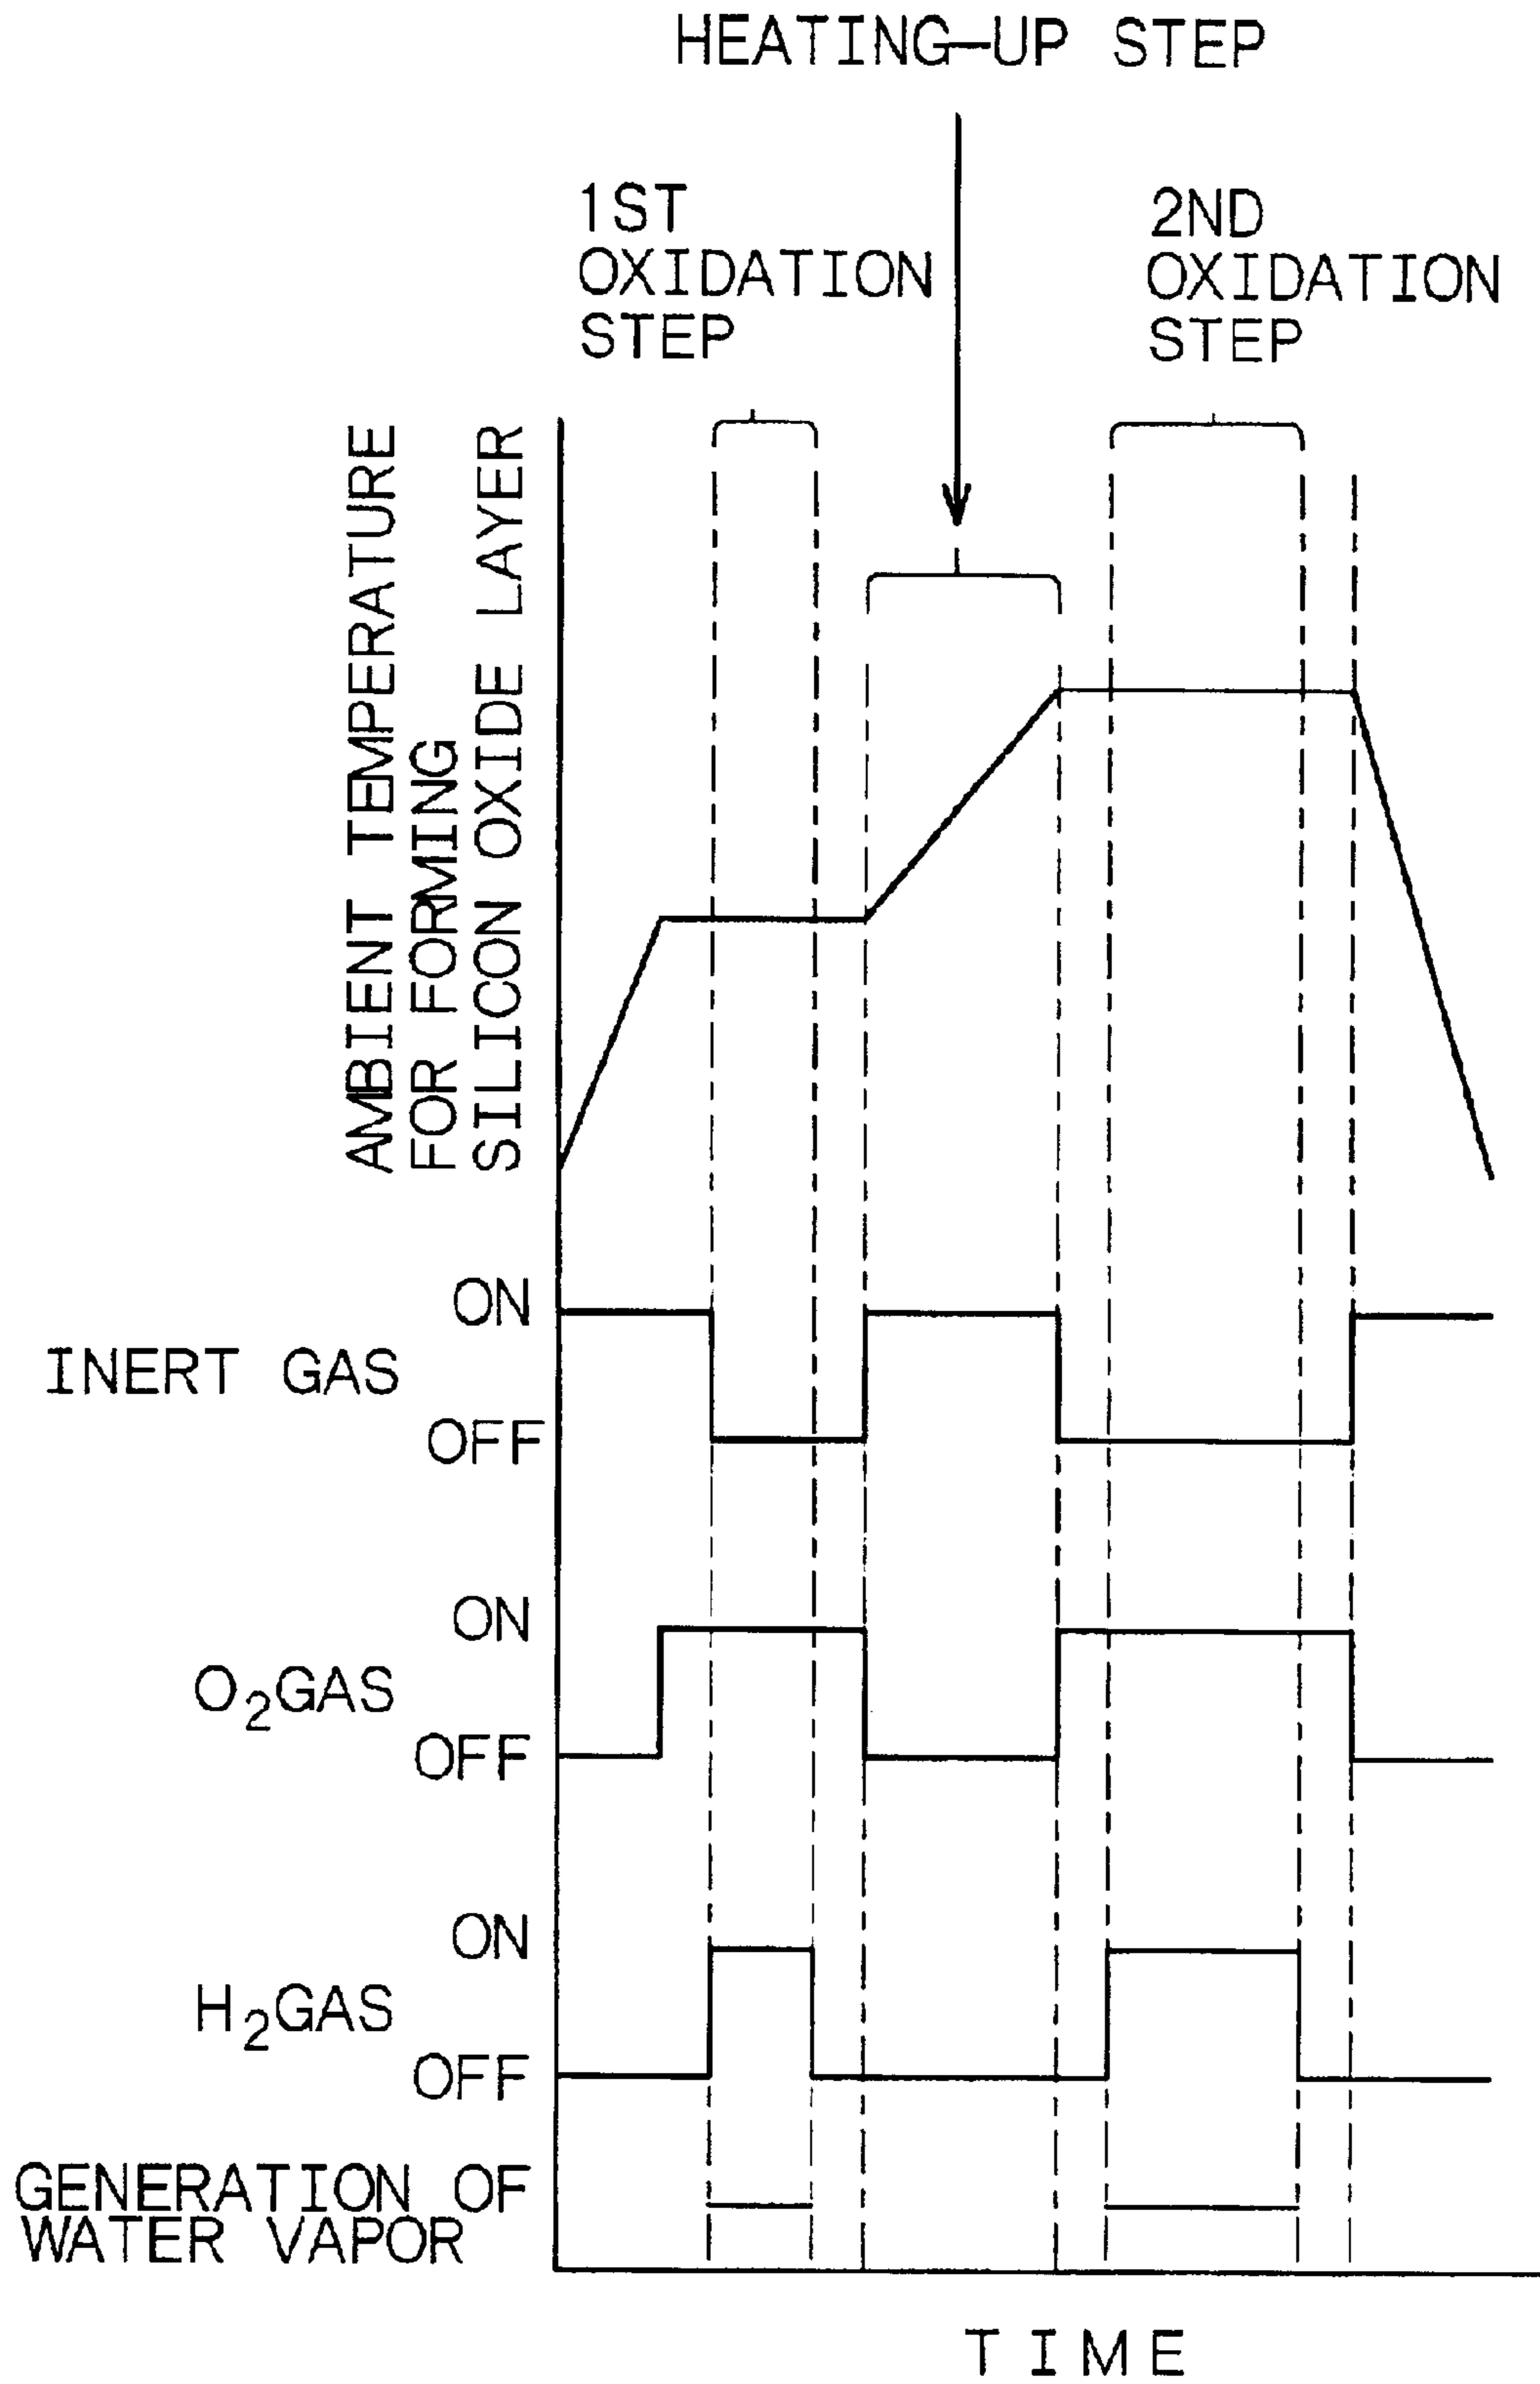 HEATING-UP STEP
1ST
OXIDATION
STEP
2ND
OXIDATION
STEP
AMBIENT TEMPERATURE
FOR FORMING
SILICON OXIDE LAYER
ON
INERT GAS
OFF
ON
O2GAS
OFF
ON
H2GAS
OFF
GENERATION OF
WATER VAPOR
TIME